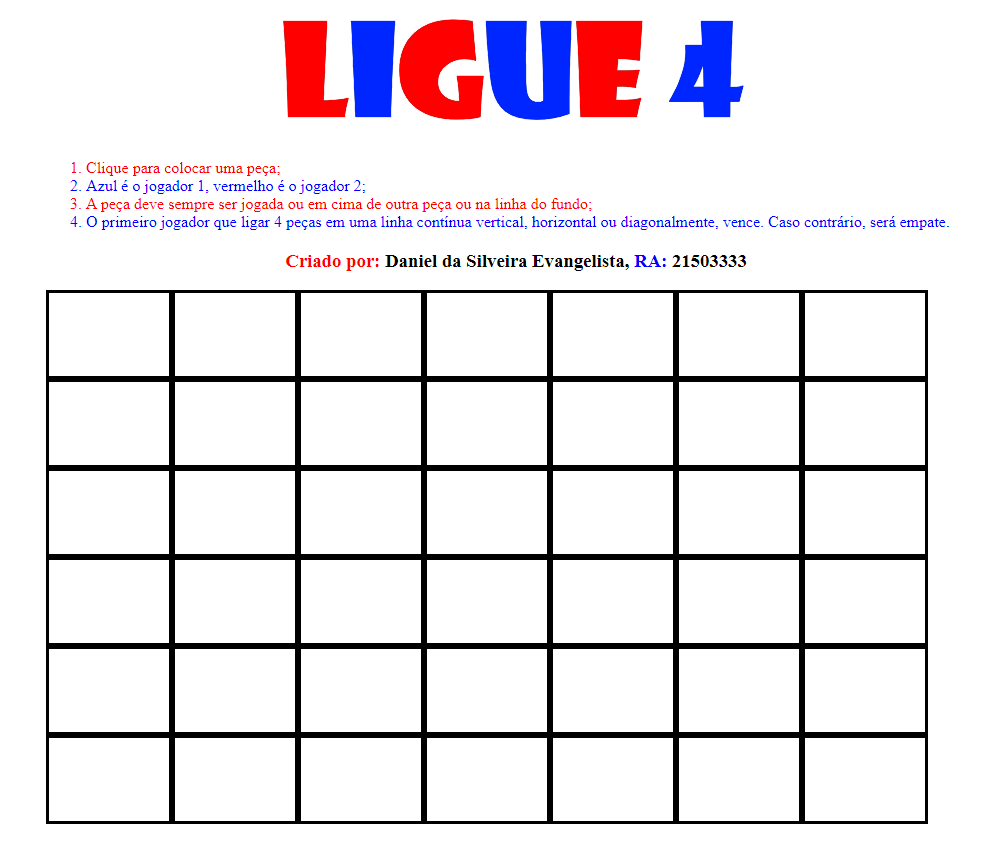 LIGUE 4
1. Clique para colocar uma peça;
2. Azul é o jogador 1, vermelho é o jogador 2;
3. A peça deve sempre ser jogada ou em cima de outra peça ou na linha do fundo;
4. O primeiro jogador que ligar 4 peças em uma linha contínua vertical, horizontal ou diagonalmente, vence. Caso contrário, será empate.
Criado por: Daniel da Silveira Evangelista, RA: 21503333